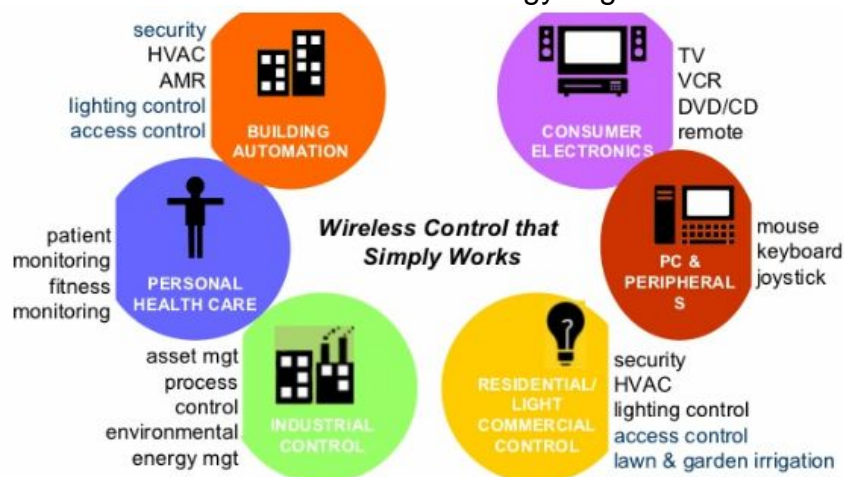 security
HVAC
AMR
lighting control
access control
BUILDING
AUTOMATION
TV
VCR
DVD/CD
remote
CONSUMER
ELECTRONICS
patient
monitoring
fitness
monitoring
PERSONAL
HEALTH CARE
Wireless Control that
Simply Works
mouse
keyboard
joystick
PC &
PERIPHERAL
S
asset mgt
process
control
environmental
energy mgt
INDUSTRIAL
CONTROL
RESIDENTIAL/
LIGHT
COMMERCIAL
CONTROL
security
HVAC
lighting control
access control
lawn & garden irrigation